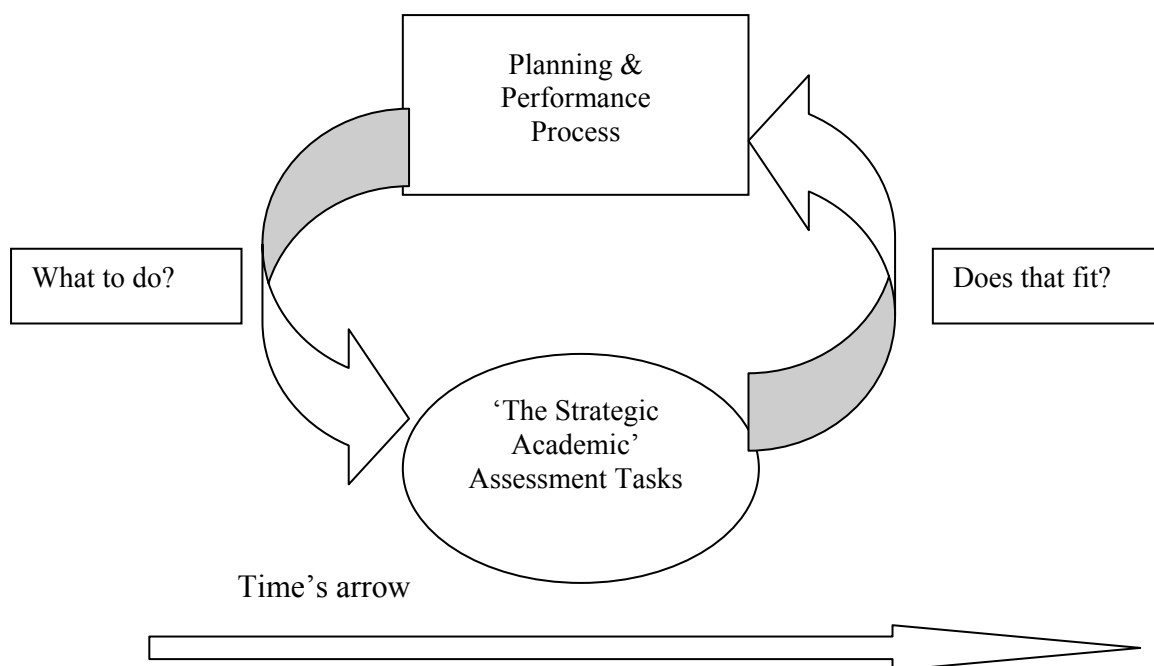 Planning &
Performance
Process
What to do?
Does that fit?
‘The Strategic
Academic’
Assessment Tasks
Time’s arrow